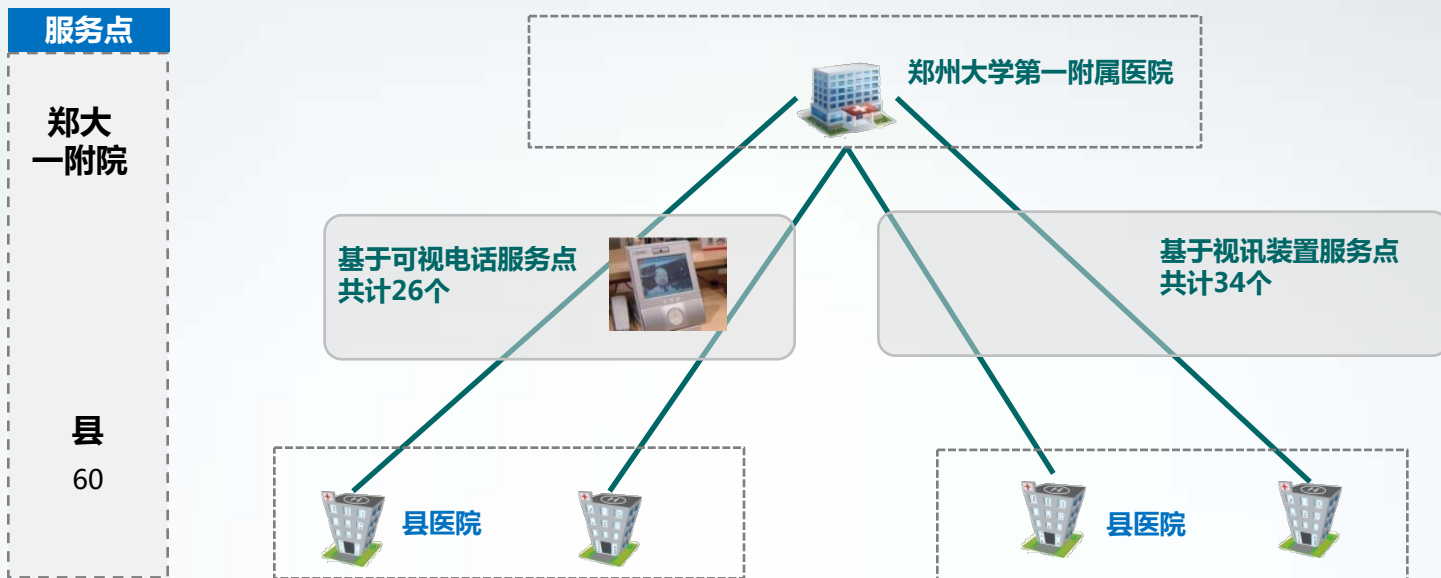 服务点
郑大
一附院
县
60
郑州大学第一附属医院
基于可视电话服务点
共计26个
基于视讯装置服务点
共计34个
县医院
县医院